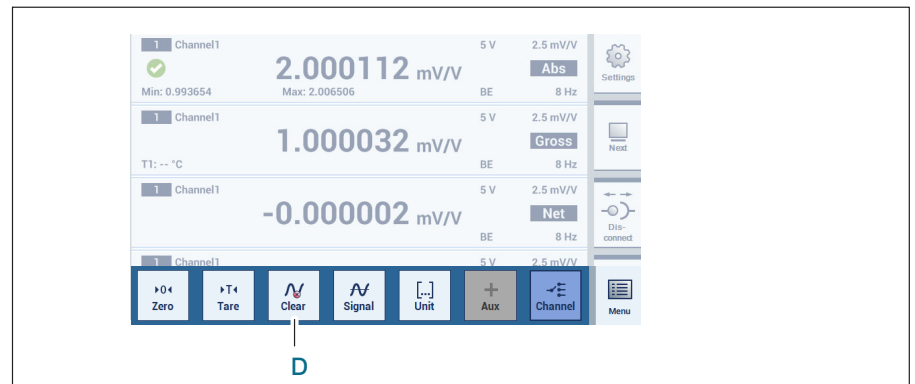 1 Channel1 5 V 2.5 mV/V
2.000112 mV/V Abs
Min: 0.993654 Max: 2.006506 BE 8 Hz
Settings
1 Channel1 5 V 2.5 mV/V
1.000032 mV/V Gross
T1: -- °C BE 8 Hz
Next
1 Channel1 5 V 2.5 mV/V
-0.000002 mV/V Net
BE 8 Hz
Dis-
connect
1 Channel1 5 V 2.5 mV/V
▸0◂ ▸T◂ [...] +
Zero Tare Clear Signal Unit Aux Channel Menu
D